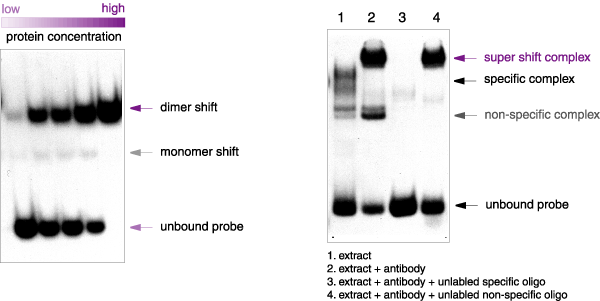 low high
protein concentration
dimer shift
monomer shift
unbound probe
1 2 3 4
super shift complex
specific complex
non-specific complex
unbound probe
1. extract
2. extract + antibody
3. extract + antibody + unlabled specific oligo
4. extract + antibody + unlabled non-specific oligo